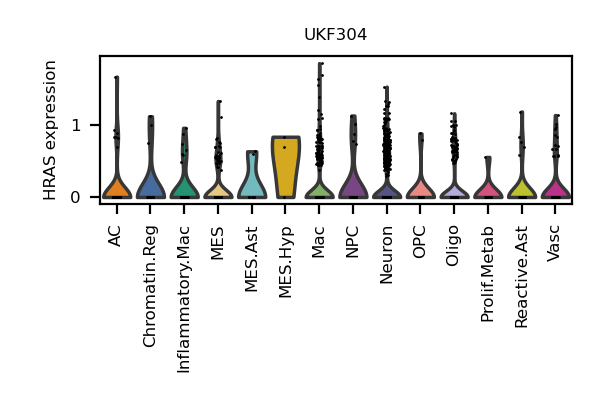 UKF304
HRAS expression
1
0
AC
Chromatin.Reg
Inflammatory.Mac
MES
MES.Ast
MES.Hyp
Mac
NPC
Neuron
OPC
Oligo
Prolif.Metab
Reactive.Ast
Vasc